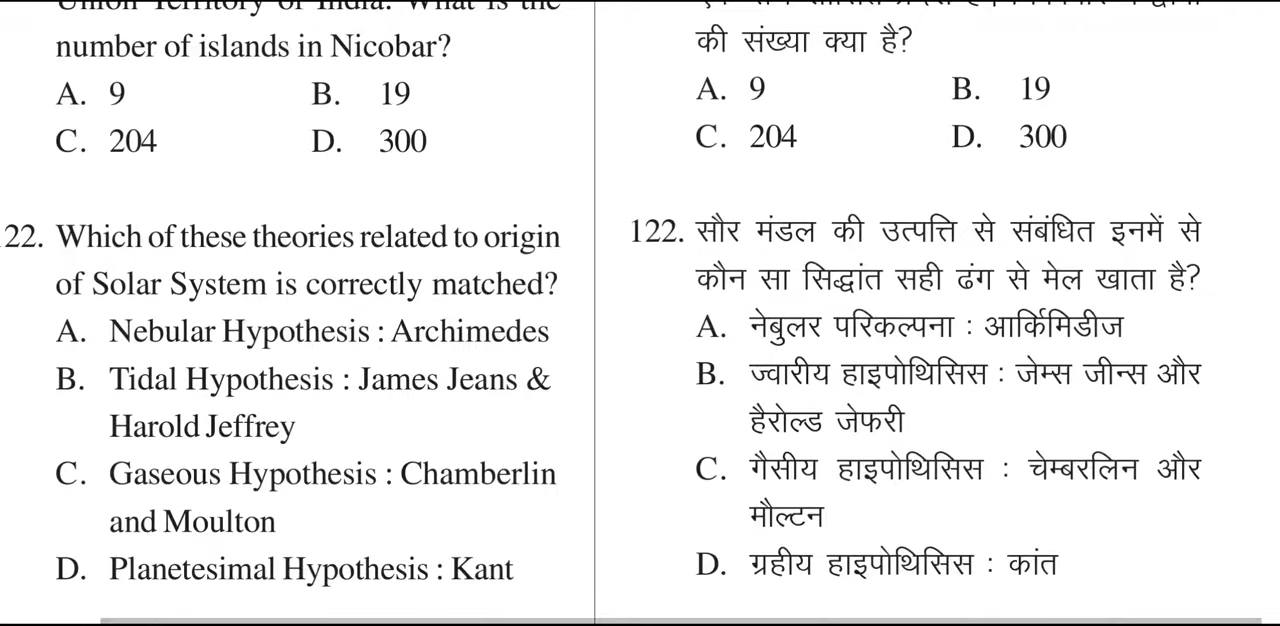 number of islands in Nicobar?
A. 9 B. 19
C. 204 D. 300
22. Which of these theories related to origin
of Solar System is correctly matched?
A. Nebular Hypothesis : Archimedes
B. Tidal Hypothesis : James Jeans &
Harold Jeffrey
C. Gaseous Hypothesis : Chamberlin
and Moulton
D. Planetesimal Hypothesis : Kant
की संख्या क्या है?
A. 9 B. 19
C. 204 D. 300
122. सौर मंडल की उत्पत्ति से संबंधित इनमें से
कौन सा सिद्धांत सही ढंग से मेल खाता है?
A. नेबुलर परिकल्पना : आर्किमिडीज
B. ज्वारीय हाइपोथिसिस : जेम्स जीन्स और
हैरोल्ड जेफरी
C. गैसीय हाइपोथिसिस : चेम्बरलिन और
मौल्टन
D. ग्रहीय हाइपोथिसिस : कांत